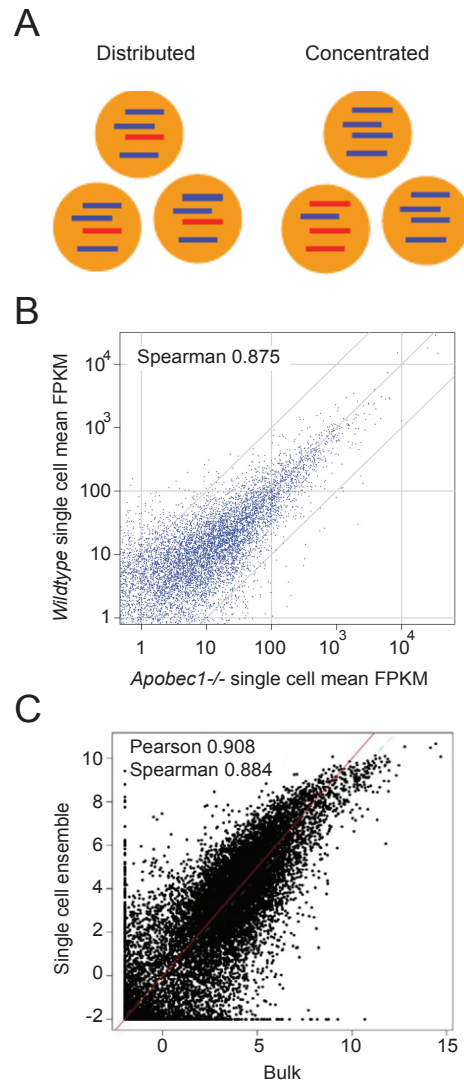 A
Distributed Concentrated
B
Spearman 0.875
10⁴
10³
100
10
1
Wildtype single cell mean FPKM
1 10 100 10³ 10⁴
Apobec1-/- single cell mean FPKM
C
Pearson 0.908
Spearman 0.884
10
8
6
4
2
0
-2
Single cell ensemble
0 5 10 15
Bulk